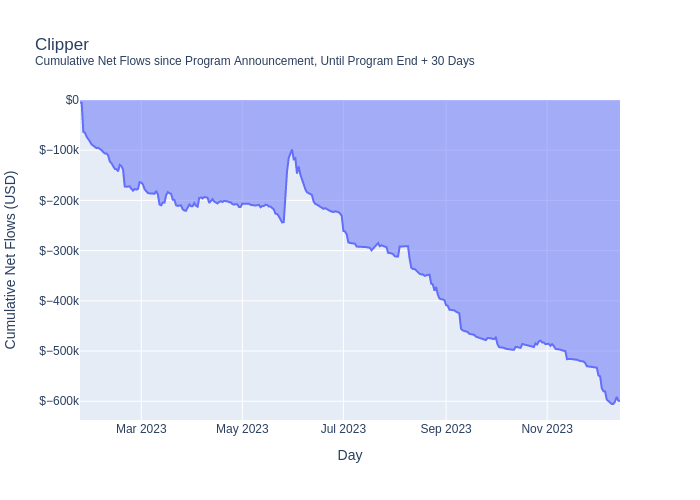 Clipper
Cumulative Net Flows since Program Announcement, Until Program End + 30 Days
Cumulative Net Flows (USD)
$0
$−100k
$−200k
$−300k
$−400k
$−500k
$−600k
Mar 2023
May 2023
Jul 2023
Sep 2023
Nov 2023
Day